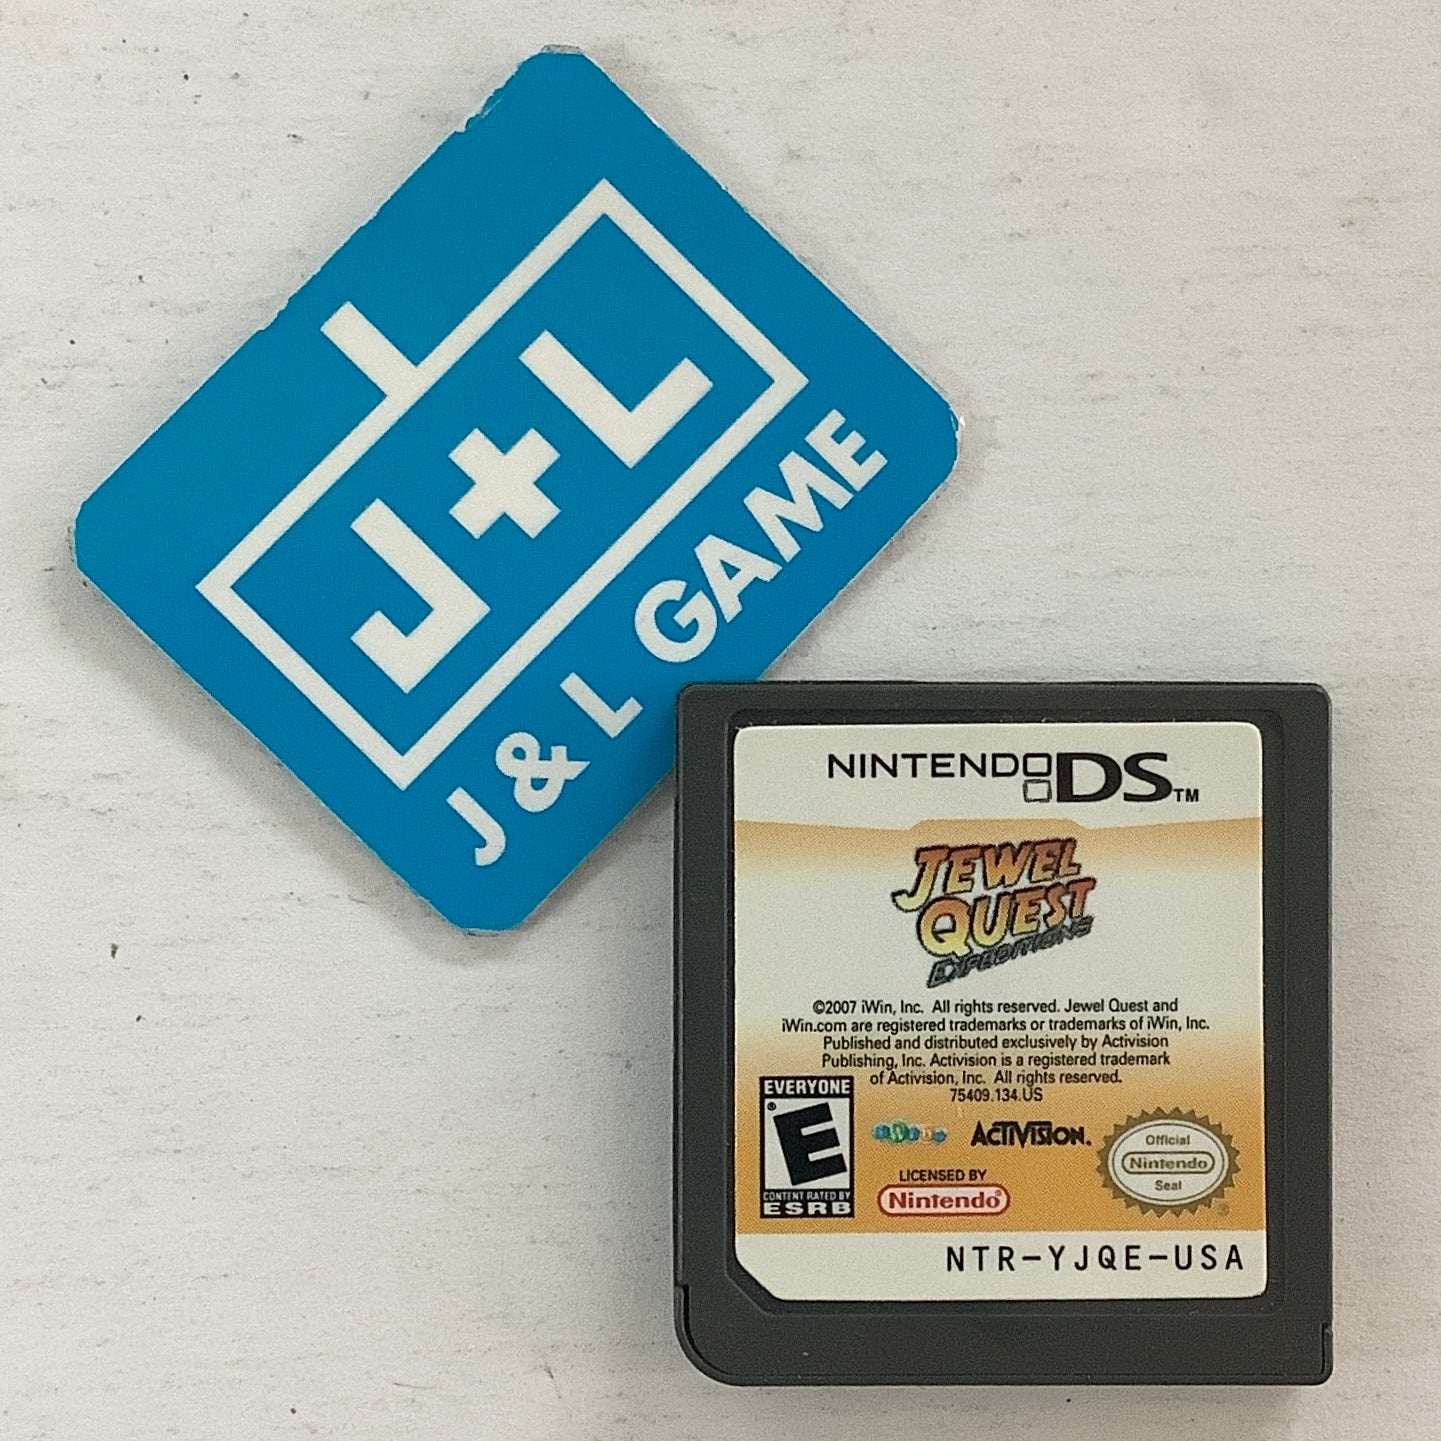 J+L
J & L GAME
NINTENDO DS™
JEWEL
QUEST
EXPEDITIONS
©2007 iWin, Inc. All rights reserved. Jewel Quest and
iWin.com are registered trademarks or trademarks of iWin, Inc.
Published and distributed exclusively by Activision
Publishing, Inc. Activision is a registered trademark
of Activision, Inc. All rights reserved.
75409.134.US
EVERYONE
E
CONTENT RATED BY
ESRB
iWin
ACTIVISION.
LICENSED BY
Nintendo®
Official
Nintendo
Seal
NTR-YJQE-USA